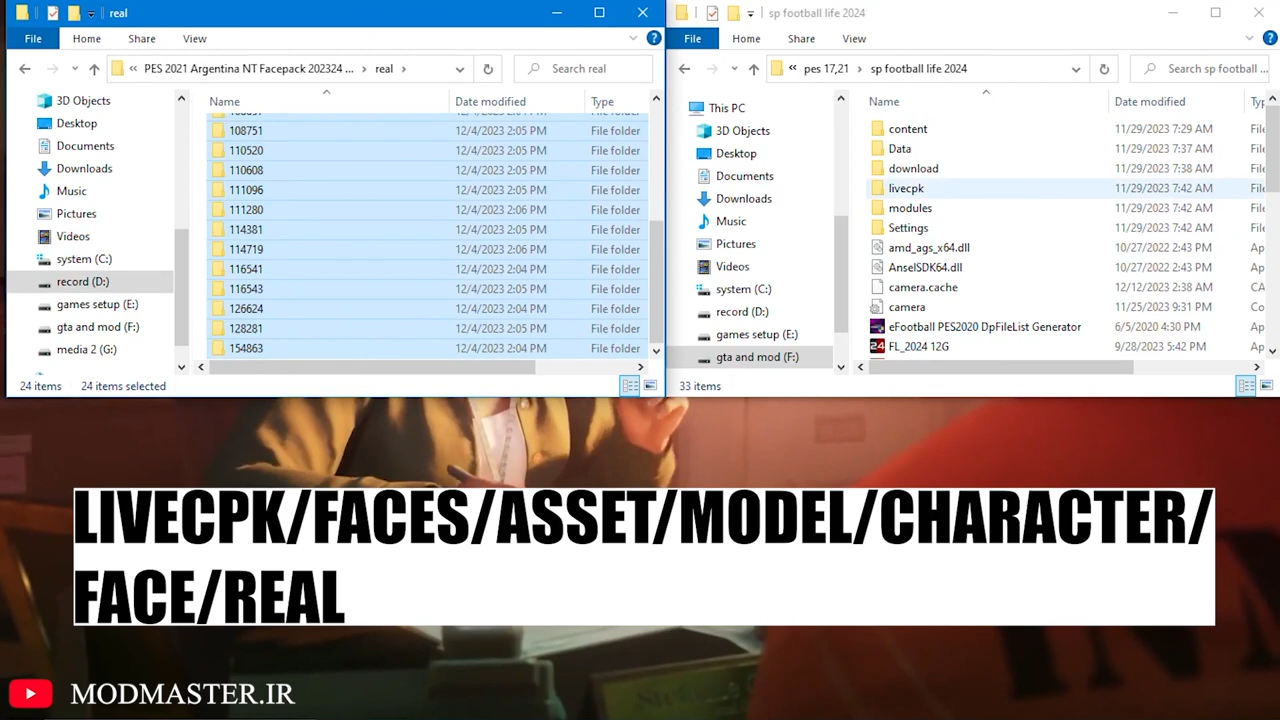 real
File
Home
Share
View
PES 2021 Argentina NT Facepack 202324 ...
real
Search real
3D Objects
Desktop
Documents
Downloads
Music
Pictures
Videos
system (C:)
record (D:)
games setup (E:)
gta and mod (F:)
media 2 (G:)
Name
Date modified
Type
108751 12/4/2023 2:05 PM File folder
110520 12/4/2023 2:05 PM File folder
110608 12/4/2023 2:05 PM File folder
111096 12/4/2023 2:05 PM File folder
111280 12/4/2023 2:06 PM File folder
114381 12/4/2023 2:05 PM File folder
114719 12/4/2023 2:06 PM File folder
116541 12/4/2023 2:04 PM File folder
116543 12/4/2023 2:05 PM File folder
126624 12/4/2023 2:05 PM File folder
128281 12/4/2023 2:05 PM File folder
154863 12/4/2023 2:04 PM File folder
24 items
24 items selected
sp football life 2024
File
Home
Share
View
pes 17,21
sp football life 2024
Search sp football ...
This PC
3D Objects
Desktop
Documents
Downloads
Music
Pictures
Videos
system (C:)
record (D:)
games setup (E:)
gta and mod (F:)
Name
Date modified
Typ
content 11/29/2023 7:29 AM File
Data 11/29/2023 7:37 AM File
download 11/29/2023 7:38 AM File
livecpk 11/29/2023 7:42 AM File
modules 11/29/2023 7:42 AM File
Settings 11/29/2023 7:42 AM File
amd_ags_x64.dll 10/27/2022 2:43 PM Ap
AnselSDK64.dll 10/27/2022 2:43 PM Ap
camera.cache 12/12/2023 2:38 AM CA
camera 11/25/2023 9:31 PM Co
eFootball PES2020 DpFileList Generator 6/5/2020 4:30 PM Ap
FL_2024 12G 9/28/2023 5:42 PM Ap
33 items
LIVECPK/FACES/ASSET/MODEL/CHARACTER/
FACE/REAL
MODMASTER.IR